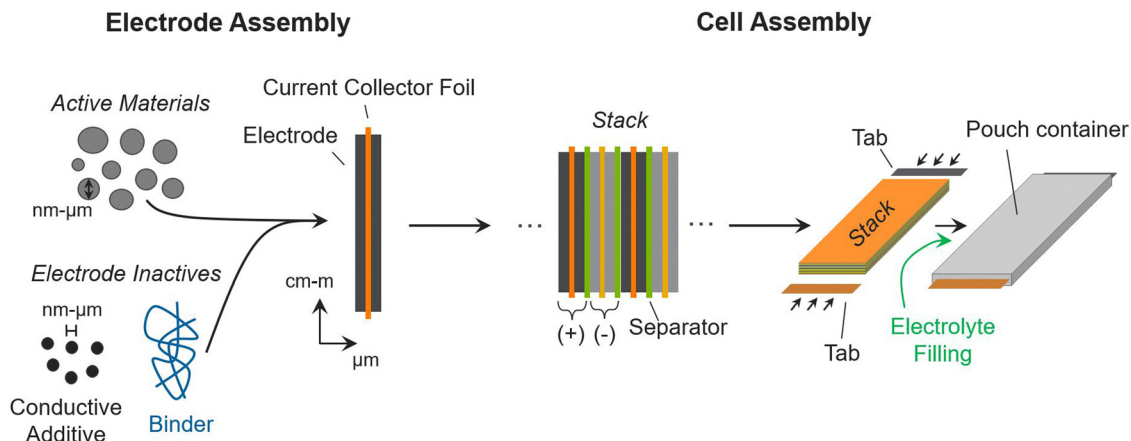 Electrode Assembly
Cell Assembly
Active Materials
nm-μm
Electrode Inactives
nm-μm
Conductive
Additive
Binder
Current Collector Foil
Electrode
cm-m
μm
...
Stack
...
(+)
(-)
Separator
Tab
Stack
Tab
Pouch container
Electrolyte
Filling